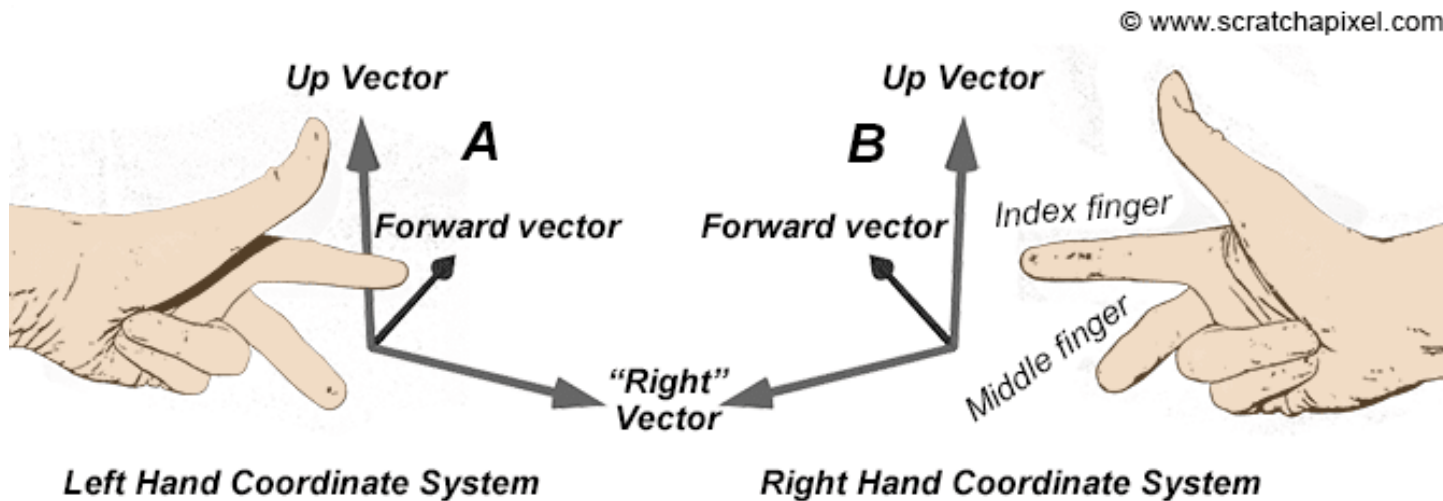 © www.scratchapixel.com
Up Vector
Up Vector
A
B
Index finger
Forward vector
Forward vector
Middle finger
“Right”
Vector
Left Hand Coordinate System
Right Hand Coordinate System